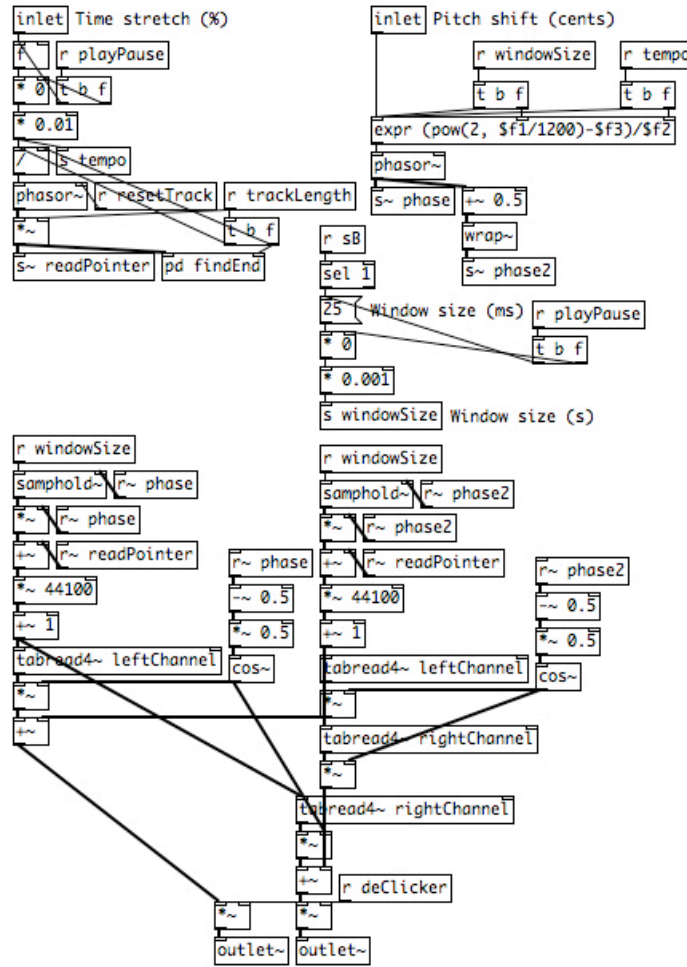 inlet Time stretch (%)
f r playPause
* 0 t b f
* 0.01
/ s tempo
phasor~ r resetTrack r trackLength
*~ t b f
s~ readPointer pd findEnd
inlet Pitch shift (cents)
r windowSize r tempo
t b f t b f
expr (pow(2, $f1/1200)-$f3)/$f2
phasor~
s~ phase +~ 0.5
wrap~
s~ phase2
r sB
sel 1
25 Window size (ms) r playPause
* 0 t b f
* 0.001
s windowSize Window size (s)
r windowSize
samphold~ r~ phase
*~ r~ phase
+~ r~ readPointer
*~ 44100
+~ 1
tabread4~ leftChannel
*~
+~
r~ phase
-~ 0.5
*~ 0.5
cos~
r windowSize
samphold~ r~ phase2
*~ r~ phase2
+~ r~ readPointer
*~ 44100
+~ 1
tabread4~ leftChannel
*~
tabread4~ rightChannel
*~
r~ phase2
-~ 0.5
*~ 0.5
cos~
tabread4~ rightChannel
*~
+~ r deClicker
*~ *~
outlet~ outlet~